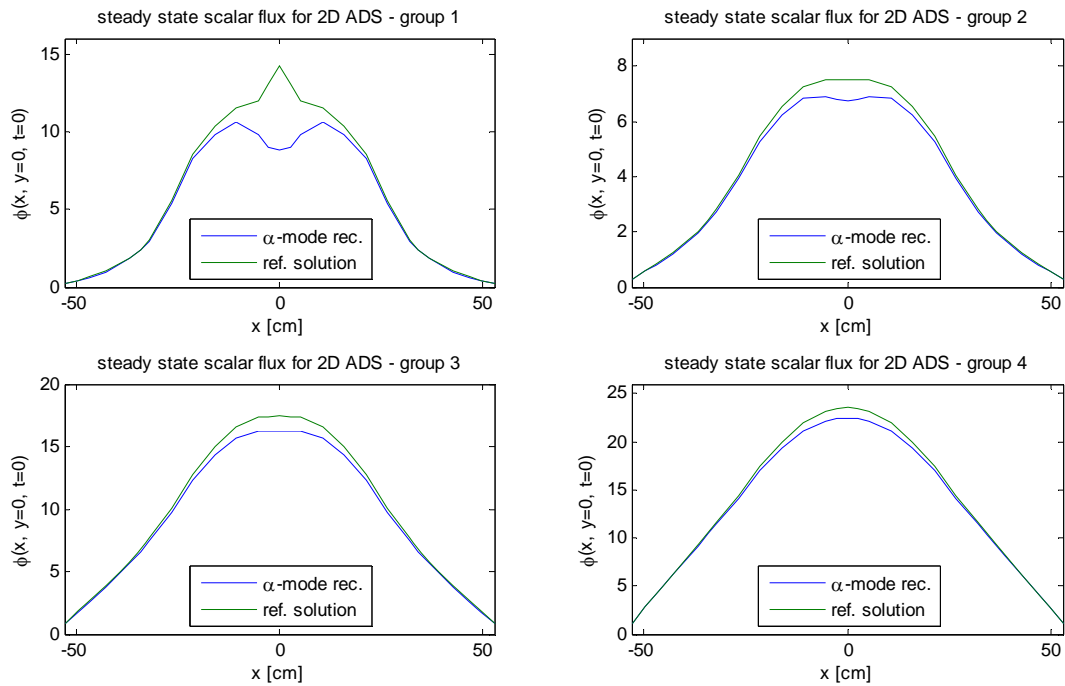 steady state scalar flux for 2D ADS - group 1
15
10
5
0
ϕ(x, y=0, t=0)
α-mode rec.
ref. solution
-50 0 50
x [cm]
steady state scalar flux for 2D ADS - group 2
8
6
4
2
0
ϕ(x, y=0, t=0)
α-mode rec.
ref. solution
-50 0 50
x [cm]
steady state scalar flux for 2D ADS - group 3
20
15
10
5
0
ϕ(x, y=0, t=0)
α-mode rec.
ref. solution
-50 0 50
x [cm]
steady state scalar flux for 2D ADS - group 4
25
20
15
10
5
0
ϕ(x, y=0, t=0)
α-mode rec.
ref. solution
-50 0 50
x [cm]